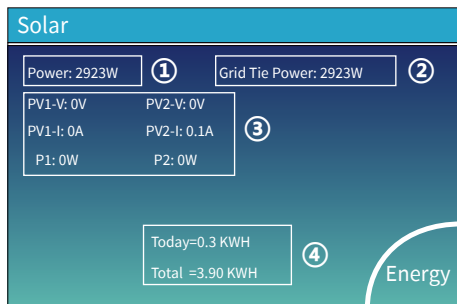 Solar
Power: 2923W ① Grid Tie Power: 2923W ②
PV1-V: 0V PV2-V: 0V
PV1-I: 0A PV2-I: 0.1A ③
P1: 0W P2: 0W
Today=0.3 KWH
④
Total =3.90 KWH
Energy